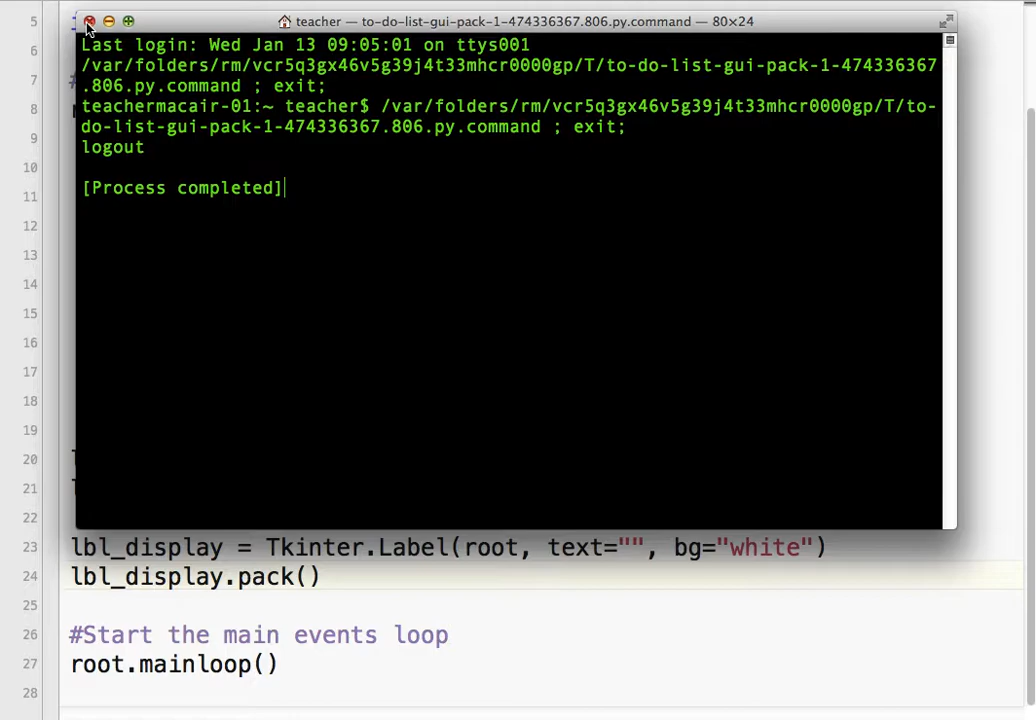 teacher — to-do-list-gui-pack-1-474336367.806.py.command — 80×24
Last login: Wed Jan 13 09:05:01 on ttys001
/var/folders/rm/vcr5q3gx46v5g39j4t33mhcr0000gp/T/to-do-list-gui-pack-1-474336367
.806.py.command ; exit;
teachermacair-01:~ teacher$ /var/folders/rm/vcr5q3gx46v5g39j4t33mhcr0000gp/T/to-
do-list-gui-pack-1-474336367.806.py.command ; exit;
logout
[Process completed]
5
6
7
8
9
10
11
12
13
14
15
16
17
18
19
20
21
22
23 lbl_display = Tkinter.Label(root, text="", bg="white")
24 lbl_display.pack()
25
26 #Start the main events loop
27 root.mainloop()
28